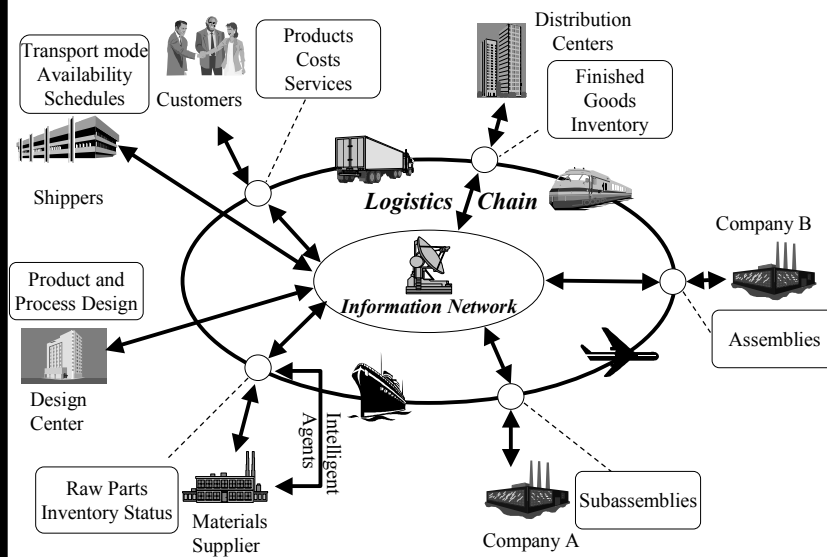 Transport mode
Availability
Schedules
Customers
Products
Costs
Services
Distribution
Centers
Finished
Goods
Inventory
Shippers
Logistics Chain
Company B
Product and
Process Design
Information Network
Assemblies
Design
Center
Intelligent
Agents
Raw Parts
Inventory Status
Materials
Supplier
Subassemblies
Company A